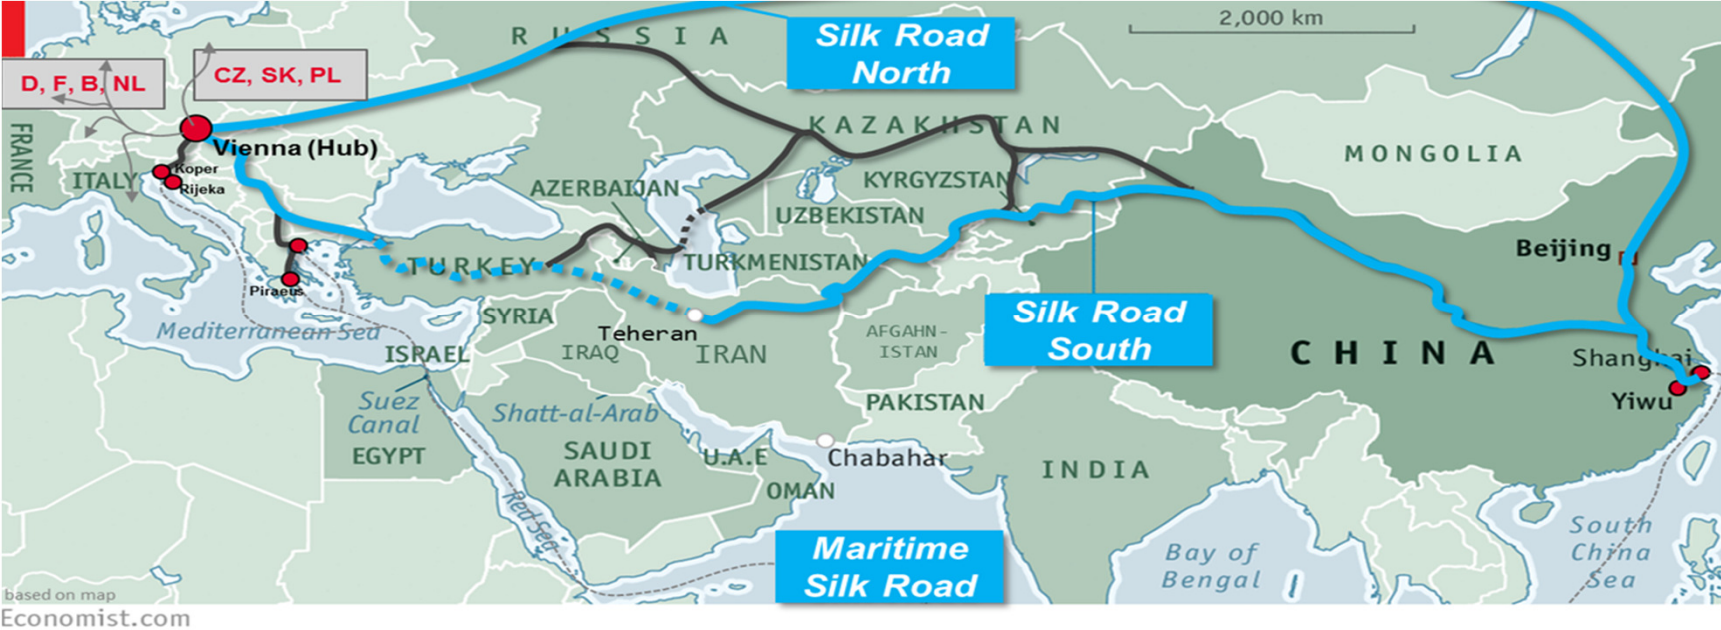 2,000 km
RUSSIA
Silk Road
North
D, F, B, NL
CZ, SK, PL
FRANCE
Vienna (Hub)
KAZAKHSTAN
MONGOLIA
Koper
Rijeka
ITALY
AZERBAIJAN
KYRGYZSTAN
UZBEKISTAN
Beijing
TURKEY
TURKMENISTAN
Piraeus
Mediterranean Sea
SYRIA
Teheran
Silk Road
South
AFGAHN-
ISTAN
ISRAEL
IRAQ
IRAN
CHINA
Shanghai
Yiwu
Suez
Canal
Shatt-al-Arab
PAKISTAN
EGYPT
SAUDI
ARABIA
U.A.E
Chabahar
INDIA
OMAN
Red Sea
Maritime
Silk Road
Bay of
Bengal
South
China
Sea
based on map
Economist.com